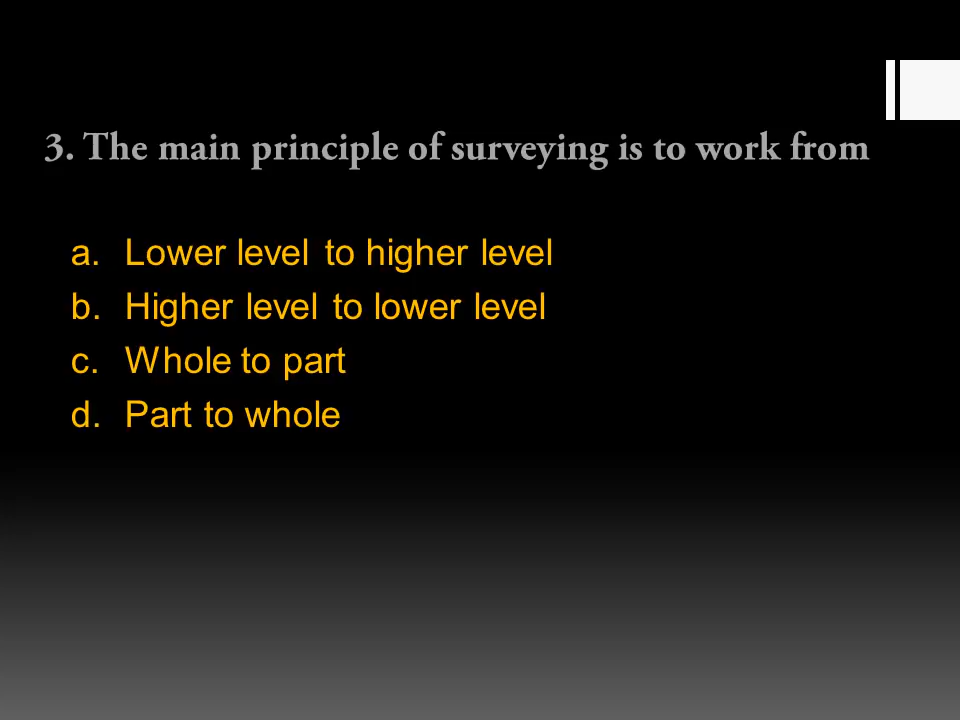 3. The main principle of surveying is to work from
a. Lower level to higher level
b. Higher level to lower level
c. Whole to part
d. Part to whole